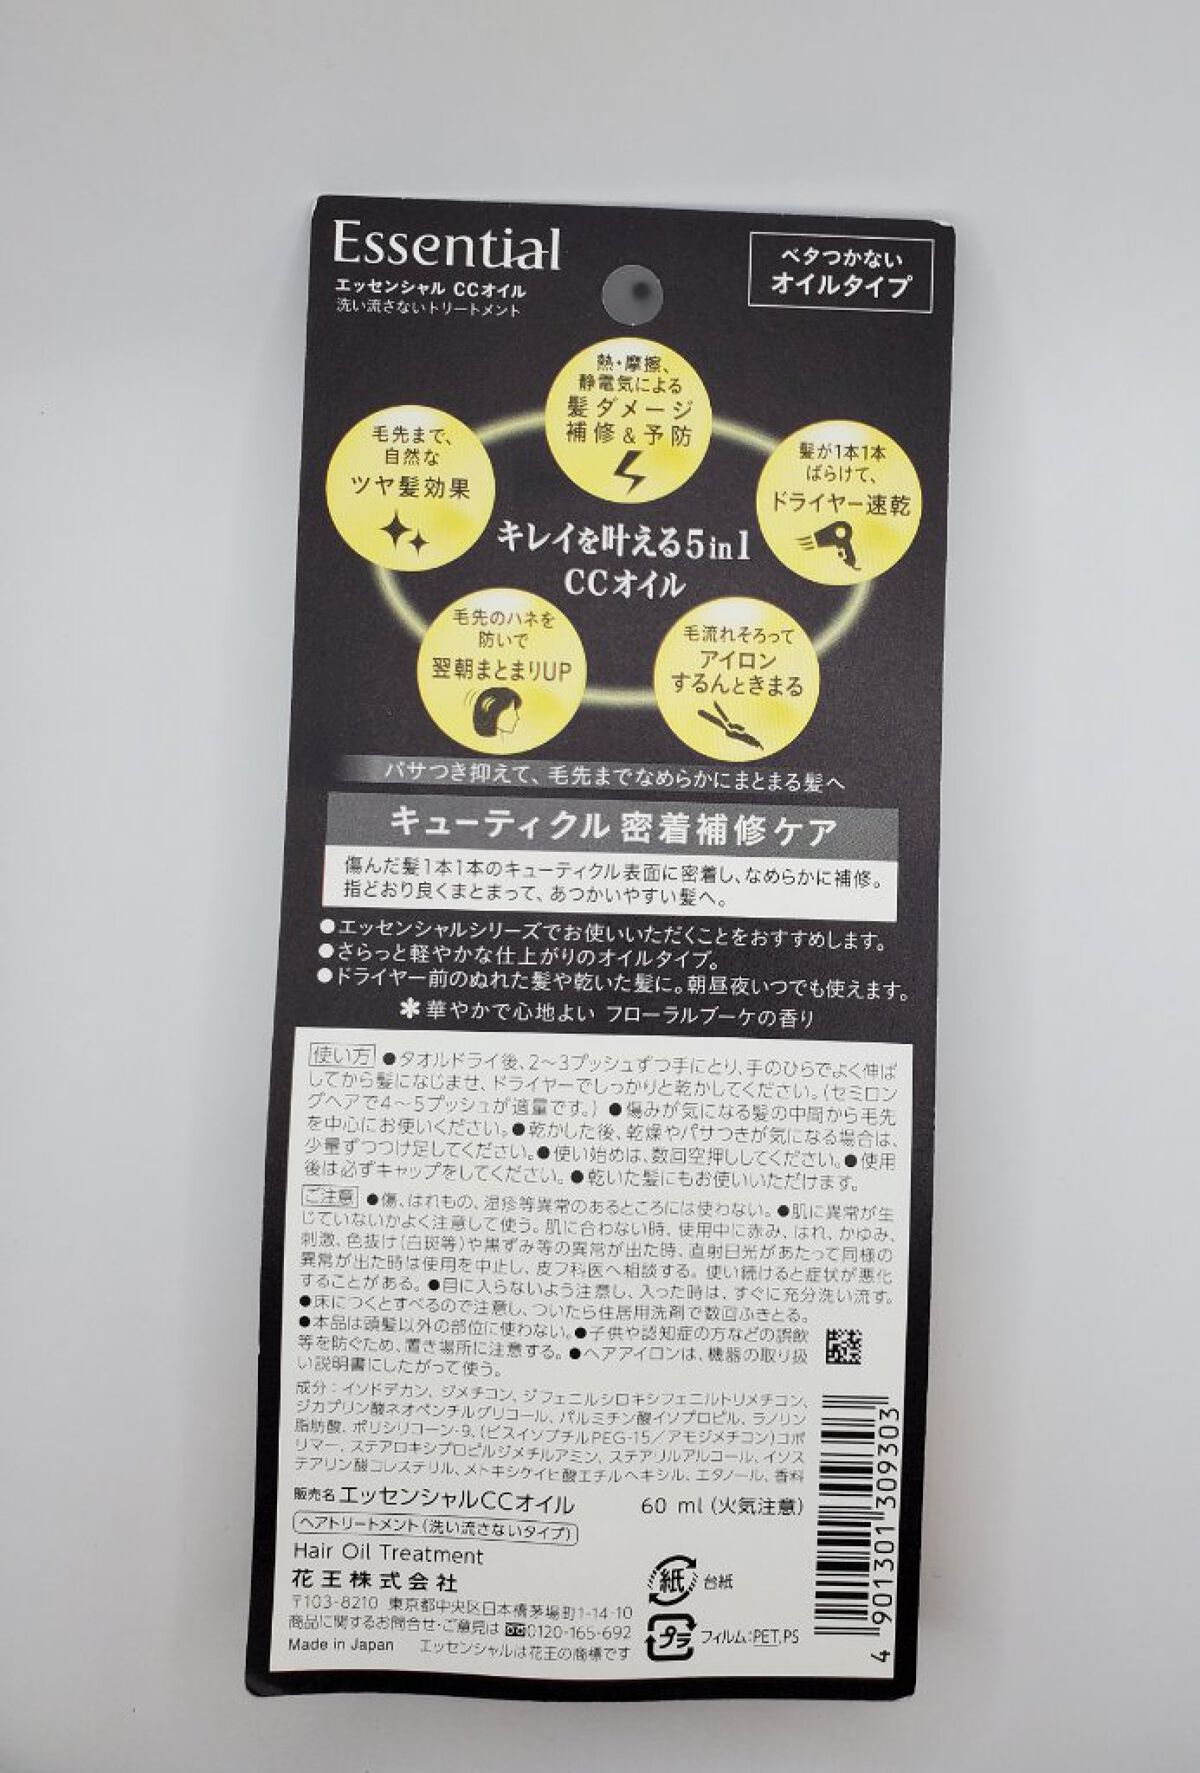 Essential
エッセンシャル CCオイル
洗い流さないトリートメント
ベタつかない
オイルタイプ
熱・摩擦、
静電気による
髪ダメージ
補修&予防
毛先まで、
自然な
ツヤ髪効果
髪が1本1本
ばらけて、
ドライヤー速乾
キレイを叶える5in1
CCオイル
毛先のハネを
防いで
翌朝まとまりUP
毛流れそろって
アイロン
するんときまる
パサつき抑えて、毛先までなめらかにまとまる髪へ
キューティクル密着補修ケア
傷んだ髪1本1本のキューティクル表面に密着し、なめらかに補修。
指どおり良くまとまって、あつかいやすい髪へ。
●エッセンシャルシリーズでお使いいただくことをおすすめします。
●さらっと軽やかな仕上がりのオイルタイプ。
●ドライヤー前のぬれた髪や乾いた髪に。朝昼夜いつでも使えます。
✽華やかで心地よい フローラルブーケの香り
使い方 ●タオルドライ後、2〜3プッシュずつ手にとり、手のひらでよく伸ば
してから髪になじませ、ドライヤーでしっかりと乾かしてください。(セミロン
グヘアで4〜5プッシュが適量です。) ●傷みが気になる髪の中間から毛先
を中心にお使いください。●乾かした後、乾燥やパサつきが気になる場合は、
少量ずつつけ足してください。●使い始めは、数回空押ししてください。●使用
後は必ずキャップをしてください。●乾いた髪にもお使いいただけます。
ご注意 ●傷、はれもの、湿疹等異常のあるところには使わない。●肌に異常が生
じていないかよく注意して使う。肌に合わない時、使用中に赤み、はれ、かゆみ、
刺激、色抜け(白斑等)や黒ずみ等の異常が出た時、直射日光があたって同様の
異常が出た時は使用を中止し、皮フ科医へ相談する。使い続けると症状が悪化
することがある。●目に入らないよう注意し、入った時は、すぐに充分洗い流す。
●床につくとすべるので注意し、ついたら住居用洗剤で数回ふきとる。
●本品は頭髪以外の部位に使わない。●子供や認知症の方などの誤飲
等を防ぐため、置き場所に注意する。●ヘアアイロンは、機器の取り扱
い説明書にしたがって使う。
成分:イソドデカン、ジメチコン、ジフェニルシロキシフェニルトリメチコン、
ジカプリン酸ネオペンチルグリコール、パルミチン酸イソプロピル、ラノリン
脂肪酸、ポリシリコーン-9、(ビスイソブチルPEG-15/アモジメチコン)コポ
リマー、ステアロキシプロピルジメチルアミン、ステアリルアルコール、イソス
テアリン酸コレステリル、メトキシケイヒ酸エチルヘキシル、エタノール、香料
販売名 エッセンシャルCCオイル 60 ml (火気注意)
ヘアトリートメント(洗い流さないタイプ)
Hair Oil Treatment
花王株式会社
〒103-8210 東京都中央区日本橋茅場町1-14-10
商品に関するお問合せ・ご意見は 0120-165-692
Made in Japan エッセンシャルは花王の商標です
紙 台紙
プラ フィルム:PET,PS
4 901301 309303